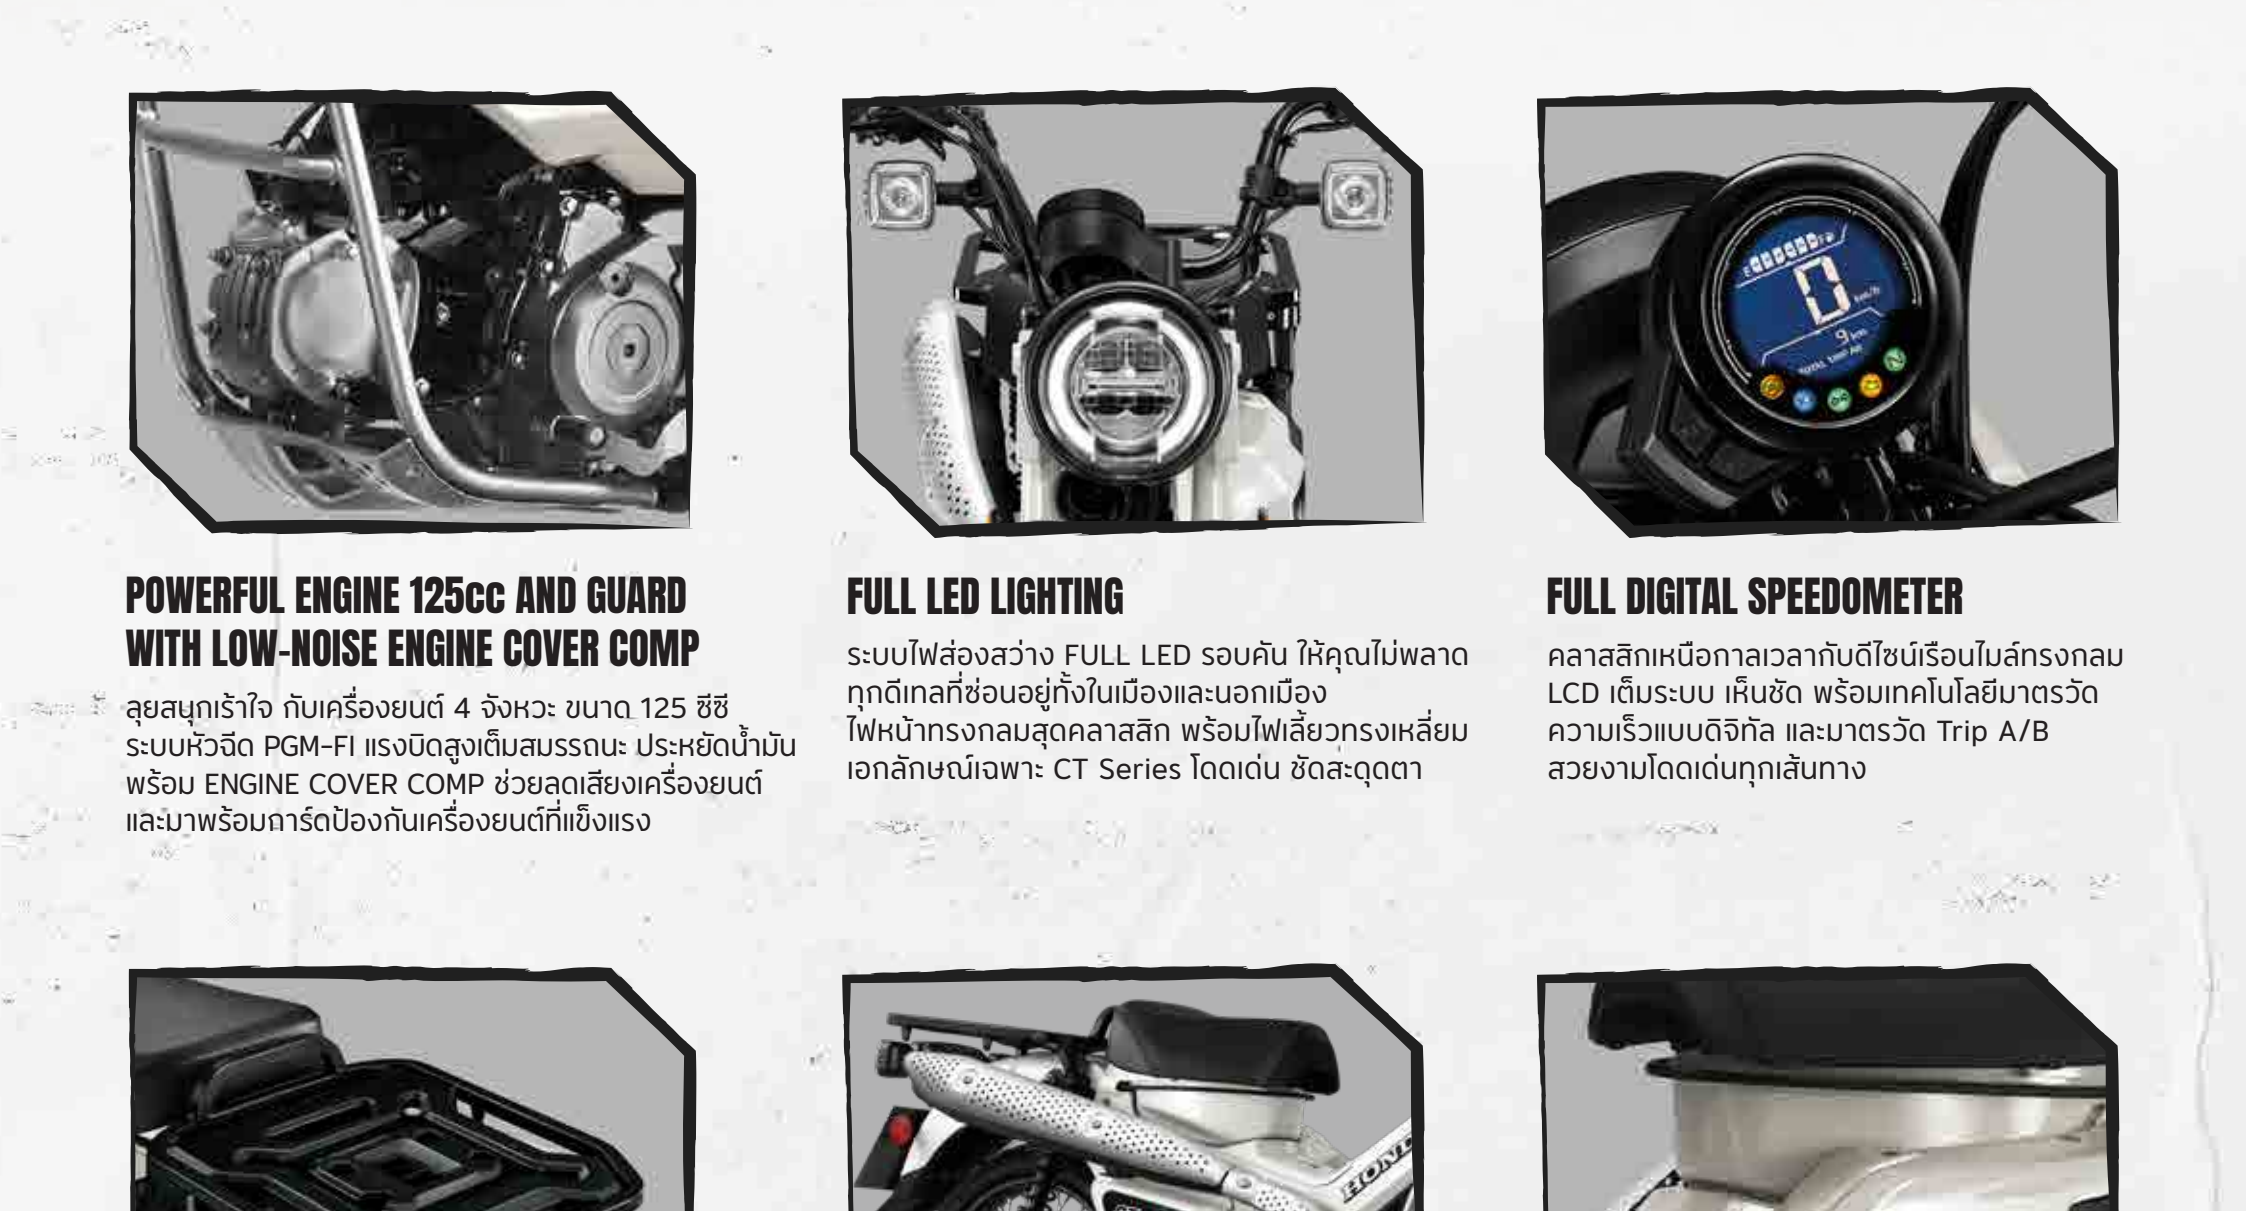 POWERFUL ENGINE 125cc AND GUARD
WITH LOW-NOISE ENGINE COVER COMP
ลุยสนุกเร้าใจ กับเครื่องยนต์ 4 จังหวะ ขนาด 125 ซีซี
ระบบหัวฉีด PGM-FI แรงบิดสูงเต็มสมรรถนะ ประหยัดน้ำมัน
พร้อม ENGINE COVER COMP ช่วยลดเสียงเครื่องยนต์
และมาพร้อมการ์ดป้องกันเครื่องยนต์ที่แข็งแรง
FULL LED LIGHTING
ระบบไฟส่องสว่าง FULL LED รอบคัน ให้คุณไม่พลาด
ทุกดีเทลที่ซ่อนอยู่ทั้งในเมืองและนอกเมือง
ไฟหน้าทรงกลมสุดคลาสสิก พร้อมไฟเลี้ยวทรงเหลี่ยม
เอกลักษณ์เฉพาะ CT Series โดดเด่น ชัดสะดุดตา
E F
0 km/h
9 km
N
FULL DIGITAL SPEEDOMETER
คลาสสิกเหนือกาลเวลากับดีไซน์เรือนไมล์ทรงกลม
LCD เต็มระบบ เห็นชัด พร้อมเทคโนโลยีมาตรวัด
ความเร็วแบบดิจิทัล และมาตรวัด Trip A/B
สวยงามโดดเด่นทุกเส้นทาง